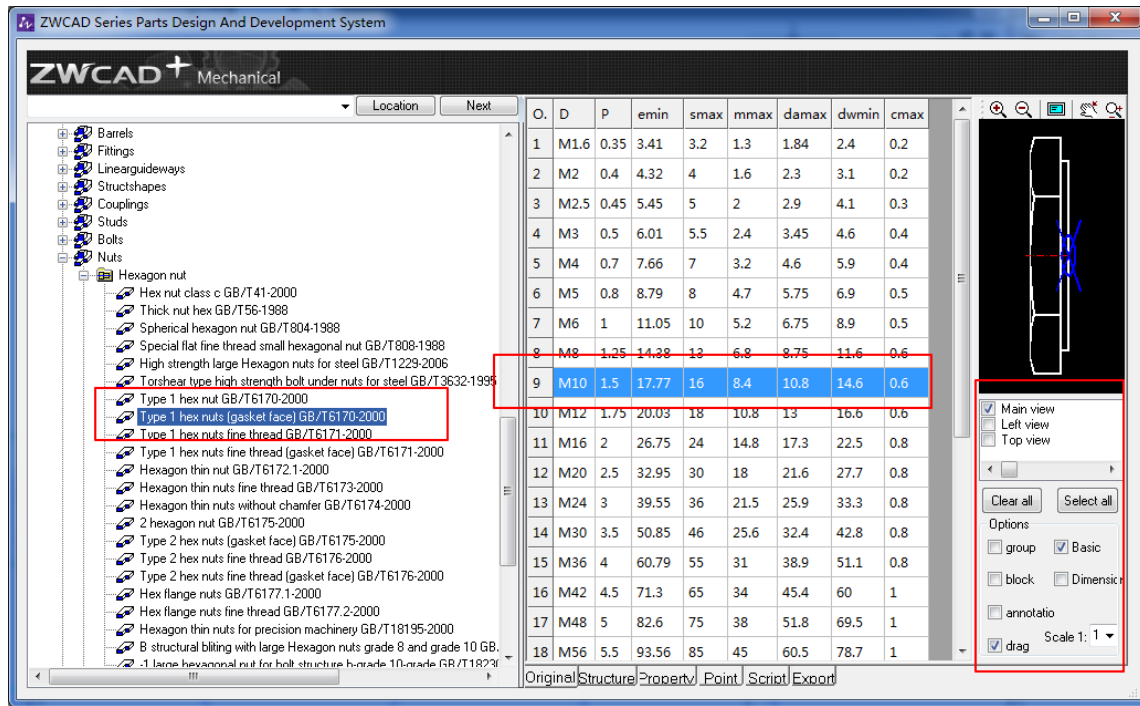 ZWCAD Series Parts Design And Development System
ZWCAD+ Mechanical
Location Next
Barrels
Fittings
Linearguideways
Structshapes
Couplings
Studs
Bolts
Nuts
Hexagon nut
Hex nut class c GB/T41-2000
Thick nut hex GB/T56-1988
Spherical hexagon nut GB/T804-1988
Special flat fine thread small hexagonal nut GB/T808-1988
High strength large Hexagon nuts for steel GB/T1229-2006
Torshear type high strength bolt under nuts for steel GB/T3632-1995
Type 1 hex nut GB/T6170-2000
Type 1 hex nuts (gasket face) GB/T6170-2000
Type 1 hex nuts fine thread GB/T6171-2000
Type 1 hex nuts fine thread (gasket face) GB/T6171-2000
Hexagon thin nut GB/T6172.1-2000
Hexagon thin nuts fine thread GB/T6173-2000
Hexagon thin nuts without chamfer GB/T6174-2000
2 hexagon nut GB/T6175-2000
Type 2 hex nuts (gasket face) GB/T6175-2000
Type 2 hex nuts fine thread GB/T6176-2000
Type 2 hex nuts fine thread (gasket face) GB/T6176-2000
Hex flange nuts GB/T6177.1-2000
Hex flange nuts fine thread GB/T6177.2-2000
Hexagon thin nuts for precision machinery GB/T18195-2000
B structural bliting with large Hexagon nuts grade 8 and grade 10 GB.
-1 large hexagonal nut for bolt structure b-grade 10-grade GB/T1823(
O. D P emin smax mmax damax dwmin cmax
1 M1.6 0.35 3.41 3.2 1.3 1.84 2.4 0.2
2 M2 0.4 4.32 4 1.6 2.3 3.1 0.2
3 M2.5 0.45 5.45 5 2 2.9 4.1 0.3
4 M3 0.5 6.01 5.5 2.4 3.45 4.6 0.4
5 M4 0.7 7.66 7 3.2 4.6 5.9 0.4
6 M5 0.8 8.79 8 4.7 5.75 6.9 0.5
7 M6 1 11.05 10 5.2 6.75 8.9 0.5
8 M8 1.25 14.38 13 6.8 8.75 11.6 0.6
9 M10 1.5 17.77 16 8.4 10.8 14.6 0.6
10 M12 1.75 20.03 18 10.8 13 16.6 0.6
11 M16 2 26.75 24 14.8 17.3 22.5 0.8
12 M20 2.5 32.95 30 18 21.6 27.7 0.8
13 M24 3 39.55 36 21.5 25.9 33.3 0.8
14 M30 3.5 50.85 46 25.6 32.4 42.8 0.8
15 M36 4 60.79 55 31 38.9 51.1 0.8
16 M42 4.5 71.3 65 34 45.4 60 1
17 M48 5 82.6 75 38 51.8 69.5 1
18 M56 5.5 93.56 85 45 60.5 78.7 1
Original Structure Property Point Script Export
Main view
Left view
Top view
Clear all Select all
Options
group Basic
block Dimension
annotatio
drag Scale 1: 1